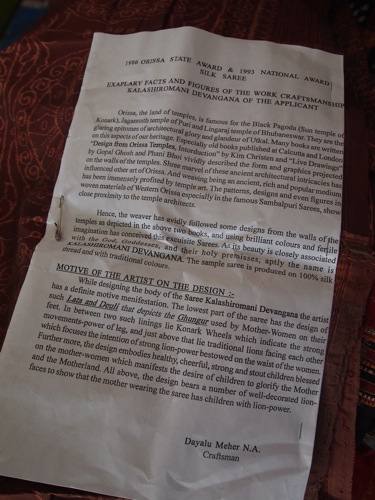 1996 ORISSA STATE AWARD & 1993 NATIONAL AWARD
SILK SAREE
EXAPLARY FACTS AND FIGURES OF THE WORK CRAFTSMANSHIP
KALASHIROMANI DEVANGANA OF THE APPLICANT
Orissa, the land of temples, is famous for the Black Pagoda (Sun temple of
Konark), Jagannath temple of Puri and Lingaraj temple of Bhubaneswar. They are the
glaring epitomes of architectural glory and glandeur of Utkal. Many books are written
on this aspects of our heritage. Especially old books published at Calcutta and London
"Design from Orissa Temples, Intorduction" by Kim Christen and "Live Drawings"
by Gopal Ghosh and Phani Bhoi vividly described the form and graphics projected
on the walls of the temples. Stone marvel of these ancient architectural intricacies has
influenced other art of Orissa. And weaving being an ancient, rich and popular medium
has been immensely profited by temple art. The patterns, designs and even figures in
woven materials of Western Orissa especially in the famous Sambalpuri Sarees, show
close proximity to the temple architects.
Hence, the weaver has avidly followed some designs from the walls of the
temples as depicted in the above two books, and using brilliant colours and fertile
imagination has conceived this exquisite Saree. As its beauty is closely associated
with the God, Goddesses, and their holy premises, aptly the name is
KALASHIROMANI DEVANGANA. The sample saree is produced on 100% silk
thread and with traditional colours.
MOTIVE OF THE ARTIST ON THE DESIGN :-
While designing the body of the Saree Kalashiromani Devangana the artist
has a definite motive menifestation. The lowest part of the saree has the design of
such Lata and Deuli that depicts the Ghungur used by Mother-Women on their
feet. In between two such linings lie Konark Wheels which indicate the strong
movements-power of leg, and just above that lie traditional lions facing each other
which focuses the intention of strong lion-power bestowed on the waist of the women.
Further more, the design embodies healthy, cheerful, strong and stout children blessed
on the mother-women which manifests the desire of children to glorify the Mother
and the Motherland. All above, the design bears a number of well-decorated lion-
faces to show that the mother wearing the saree has children with lion-power.
Dayalu Meher N.A.
Craftsman